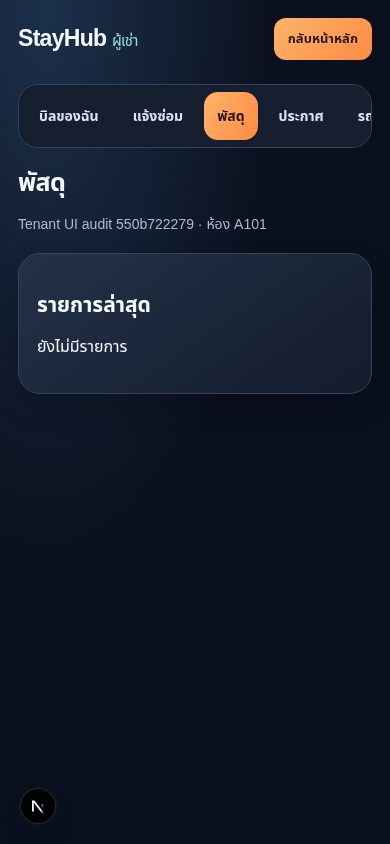 StayHub ผู้เช่า
กลับหน้าหลัก
บิลของฉัน แจ้งซ่อม พัสดุ ประกาศ
พัสดุ
Tenant UI audit 550b722279 · ห้อง A101
รายการล่าสุด
ยังไม่มีรายการ
N